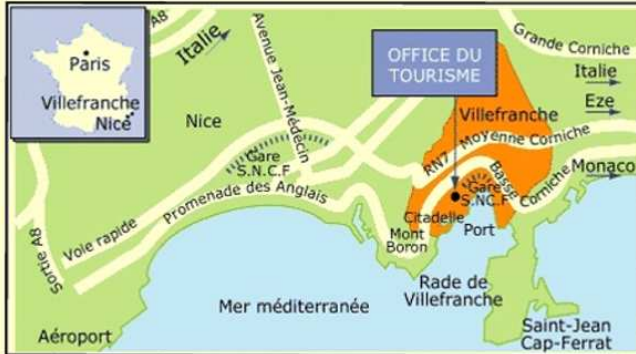 Paris
Villefranche
Nice
A8
Italie
Avenue Jean-Médecin
OFFICE DU
TOURISME
Grande Corniche
Italie
Eze
Monaco
Nice
Villefranche
RN7 - Moyenne Corniche
Gare
S.N.C.F
Basse Corniche
Gare
S.N.C.F
Citadelle
Port
Voie rapide
Promenade des Anglais
Mont
Boron
Sortie A8
Rade de
Villefranche
Mer méditerranée
Aéroport
Saint-Jean
Cap-Ferrat